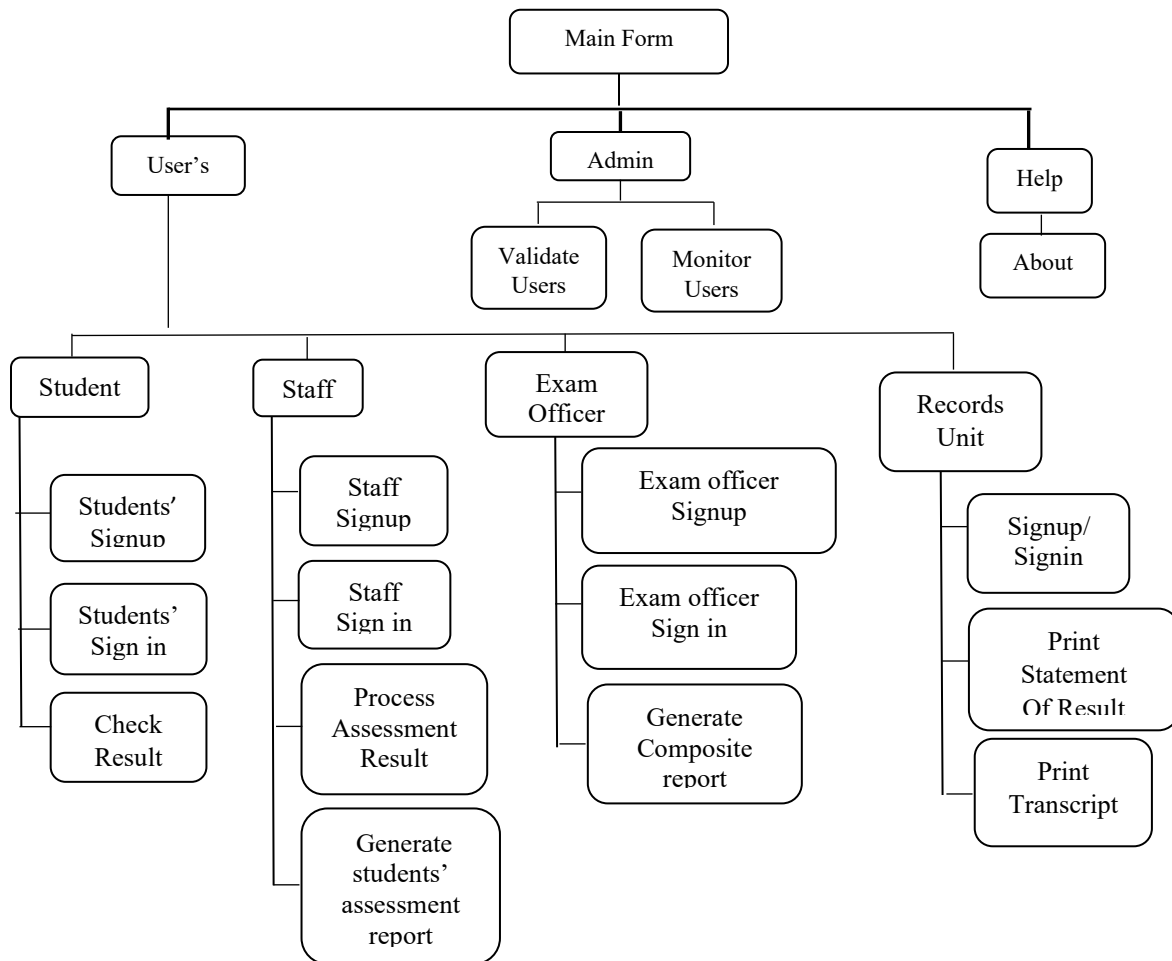 Main Form
User's
Admin
Help
Validate
Users
Monitor
Users
About
Student
Staff
Exam
Officer
Records
Unit
Students'
Signup
Students'
Sign in
Check
Result
Staff
Signup
Staff
Sign in
Process
Assessment
Result
Generate
students'
assessment
report
Exam officer
Signup
Exam officer
Sign in
Generate
Composite
report
Signup/
Signin
Print
Statement
Of Result
Print
Transcript